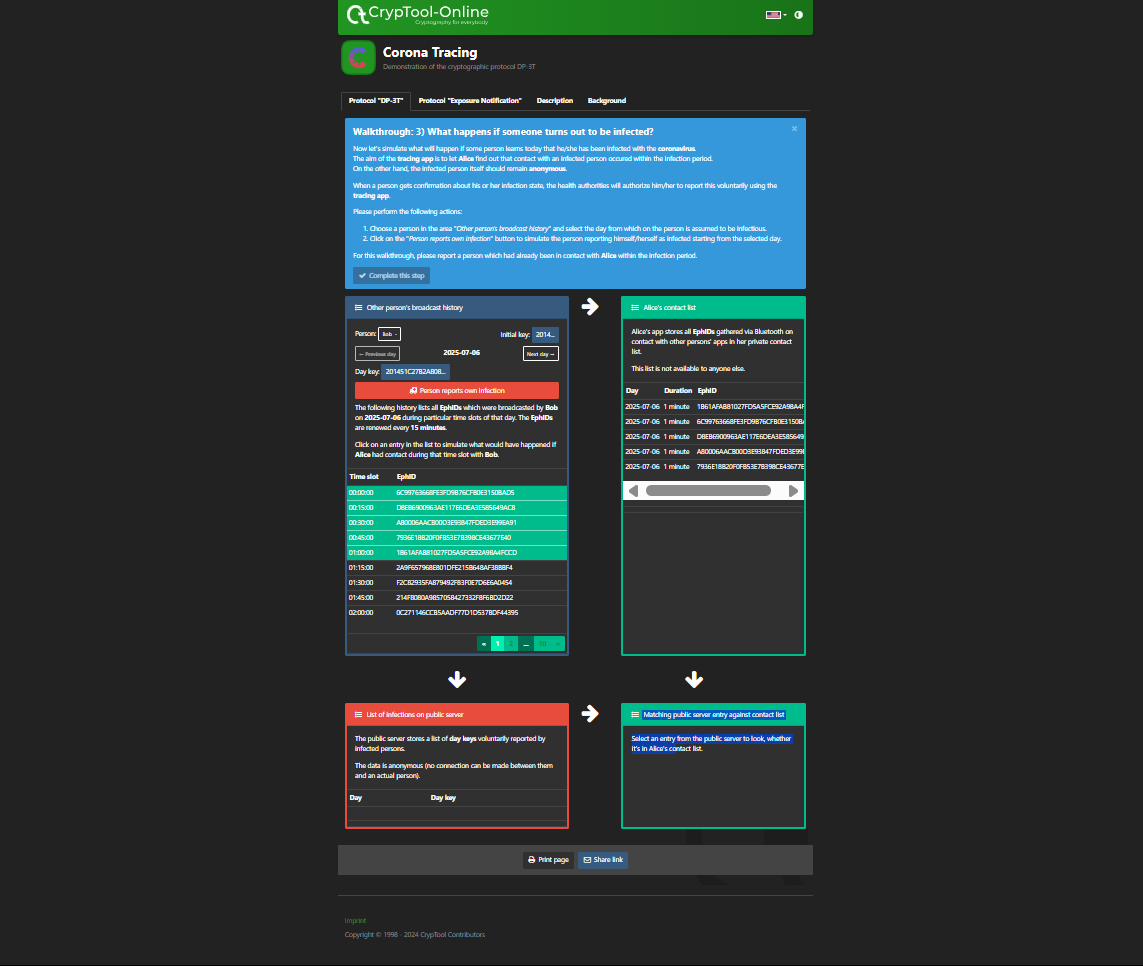 CrypTool-Online
Cryptography for everybody
Corona Tracing
Demonstration of the cryptographic protocol DP-3T
Protocol "DP-3T" Protocol "Exposure Notification" Description Background
Walkthrough: 3) What happens if someone turns out to be infected?
Now let's simulate what will happen if some person learns today that he/she has been infected with the coronavirus.
The aim of the tracing app is to let Alice find out that contact with an infected person occured within the infection period.
On the other hand, the infected person itself should remain anonymous.
When a person gets confirmation about his or her infection state, the health authorities will authorize him/her to report this voluntarily using the
tracing app.
Please perform the following actions:
1. Choose a person in the area "Other person's broadcast history" and select the day from which on the person is assumed to be infectious.
2. Click on the "Person reports own infection" button to simulate the person reporting himself/herself as infected starting from the selected day.
For this walkthrough, please report a person which had already been in contact with Alice within the infection period.
Complete this step
Other person's broadcast history
Person: Bob Initial key: 2014...
← Previous day 2025-07-06 Next day →
Day key: 201451C27B2AB08...
Person reports own infection
The following history lists all EphIDs which were broadcasted by Bob
on 2025-07-06 during particular time slots of that day. The EphIDs
are renewed every 15 minutes.
Click on an entry in the list to simulate what would have happened if
Alice had contact during that time slot with Bob.
Time slot EphID
00:00:00 6C99763668FE3FD9B76CFB0E3150BAD5
00:15:00 D8EB6900963AE117E6DEA3E585649AC8
00:30:00 A80006AACB00D3E93847FDED3E99EA91
00:45:00 7936E18B20F0FB53E7B398CE43677E40
01:00:00 1B61AFAB81027FD5A5FCE92A98A4FCCD
01:15:00 2A9F657968E801DFE215B648AF38BBF4
01:30:00 F2C82935FA879492F83F0E7D6E6A0454
01:45:00 214F8080A9857058427332F8F6BD2D22
02:00:00 0C271146CCB5AADF77D1D537BDF44395
« 1 2 ... 10 »
Alice's contact list
Alice's app stores all EphIDs gathered via Bluetooth on
contact with other persons' apps in her private contact
list.
This list is not available to anyone else.
Day Duration EphID
2025-07-06 1 minute 1B61AFAB81027FD5A5FCE92A98A4F
2025-07-06 1 minute 6C99763668FE3FD9B76CFB0E3150BA
2025-07-06 1 minute D8EB6900963AE117E6DEA3E585649
2025-07-06 1 minute A80006AACB00D3E93847FDED3E99
2025-07-06 1 minute 7936E18B20F0FB53E7B398CE43677E
List of infections on public server
The public server stores a list of day keys voluntarily reported by
infected persons.
The data is anonymous (no connection can be made between them
and an actual person).
Day Day key
Matching public server entry against contact list
Select an entry from the public server to look, whether
it's in Alice's contact list.
Print page Share link
Imprint
Copyright © 1998 - 2024 CrypTool Contributors